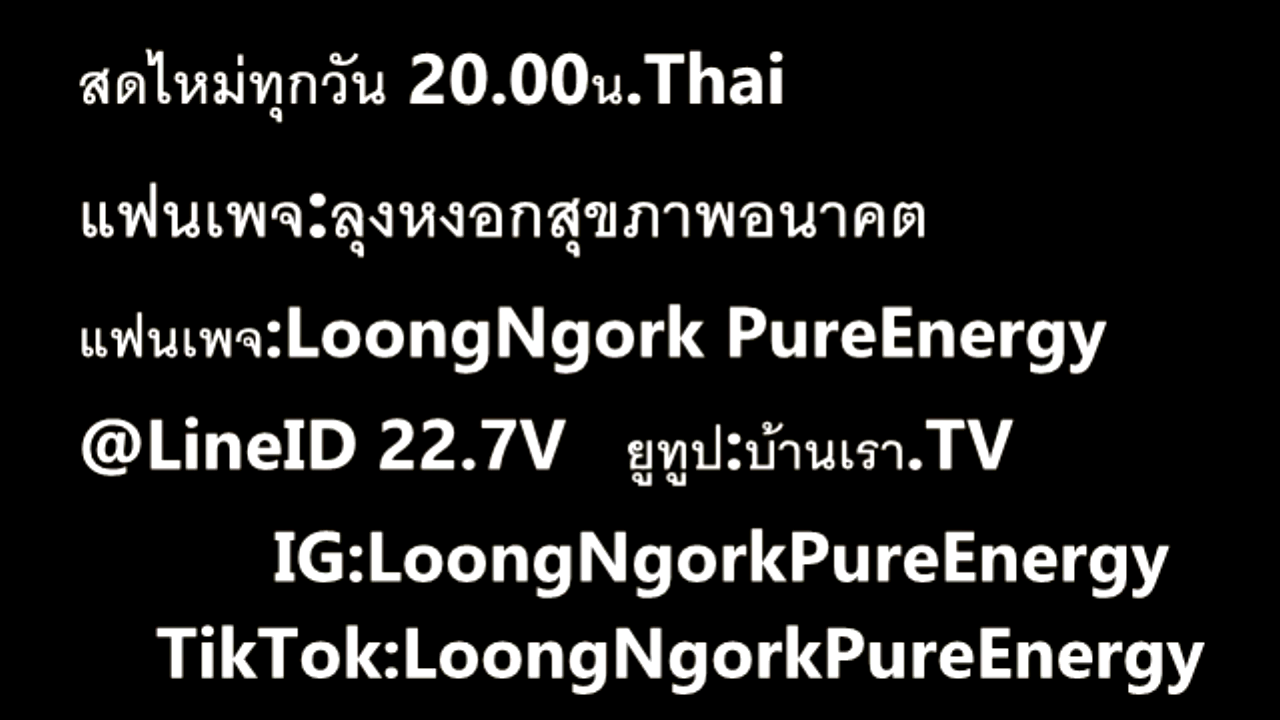 สดใหม่ทุกวัน 20.00น.Thai
แฟนเพจ:ลุงหงอกสุขภาพอนาคต
แฟนเพจ:LoongNgork PureEnergy
@LineID 22.7V ยูทูป:บ้านเรา.TV
IG:LoongNgorkPureEnergy
TikTok:LoongNgorkPureEnergy